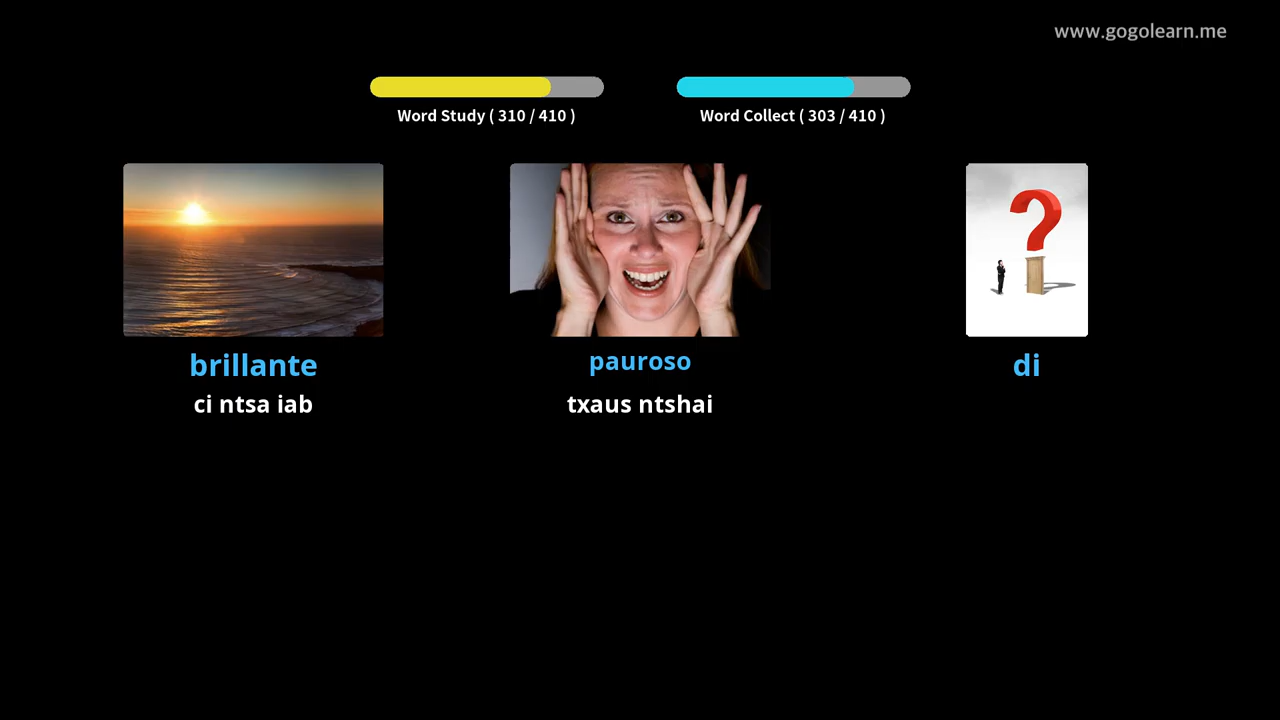 www.gogolearn.me
Word Study ( 310 / 410 )
Word Collect ( 303 / 410 )
brillante
ci ntsa iab
pauroso
txaus ntshai
di